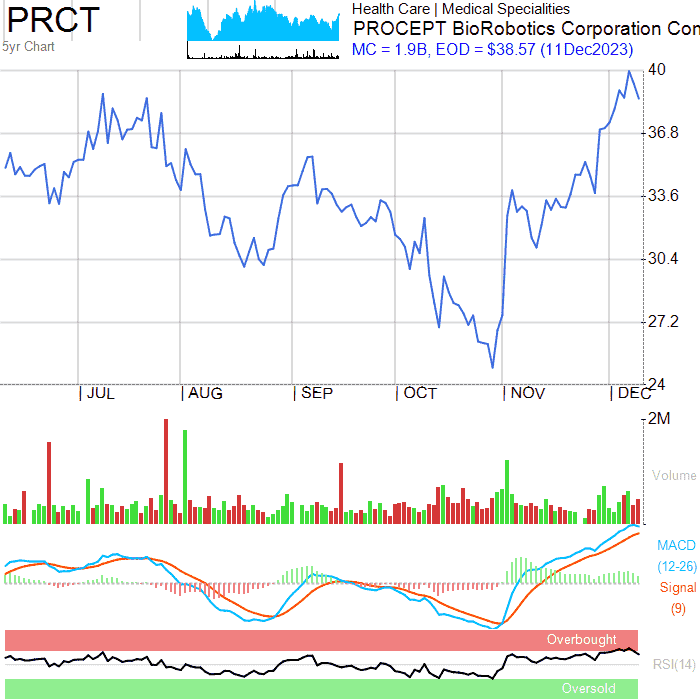 PRCT
5yr Chart
Health Care | Medical Specialities
PROCEPT BioRobotics Corporation Con
MC = 1.9B, EOD = $38.57 (11Dec2023)
40
36.8
33.6
30.4
27.2
24
| JUL | AUG | SEP | OCT | NOV | DEC
2M
Volume
MACD
(12-26)
Signal
(9)
Overbought
RSI(14)
Oversold